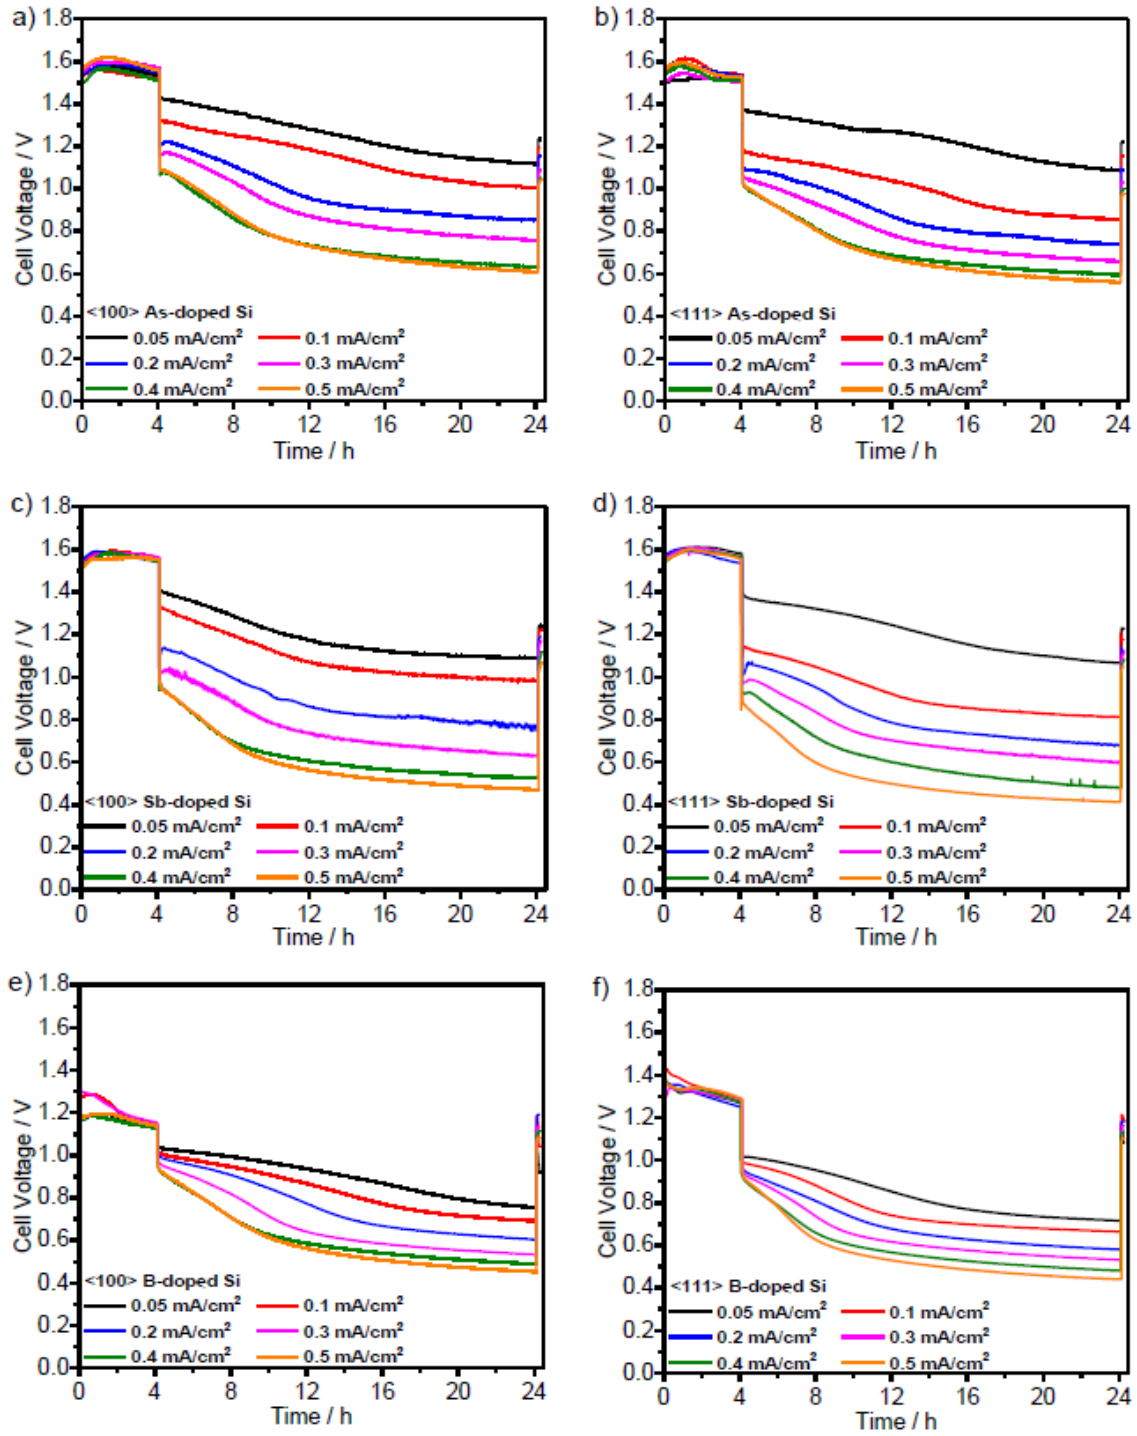 a)
Cell Voltage / V
1.8
1.6
1.4
1.2
1.0
0.8
0.6
0.4
0.2
0.0
<100> As-doped Si
0.05 mA/cm² 0.1 mA/cm²
0.2 mA/cm² 0.3 mA/cm²
0.4 mA/cm² 0.5 mA/cm²
0 4 8 12 16 20 24
Time / h
b)
Cell Voltage / V
1.8
1.6
1.4
1.2
1.0
0.8
0.6
0.4
0.2
0.0
<111> As-doped Si
0.05 mA/cm² 0.1 mA/cm²
0.2 mA/cm² 0.3 mA/cm²
0.4 mA/cm² 0.5 mA/cm²
0 4 8 12 16 20 24
Time / h
c)
Cell Voltage / V
1.8
1.6
1.4
1.2
1.0
0.8
0.6
0.4
0.2
0.0
<100> Sb-doped Si
0.05 mA/cm² 0.1 mA/cm²
0.2 mA/cm² 0.3 mA/cm²
0.4 mA/cm² 0.5 mA/cm²
0 4 8 12 16 20 24
Time / h
d)
Cell Voltage / V
1.8
1.6
1.4
1.2
1.0
0.8
0.6
0.4
0.2
0.0
<111> Sb-doped Si
0.05 mA/cm² 0.1 mA/cm²
0.2 mA/cm² 0.3 mA/cm²
0.4 mA/cm² 0.5 mA/cm²
0 4 8 12 16 20 24
Time / h
e)
Cell Voltage / V
1.8
1.6
1.4
1.2
1.0
0.8
0.6
0.4
0.2
0.0
<100> B-doped Si
0.05 mA/cm² 0.1 mA/cm²
0.2 mA/cm² 0.3 mA/cm²
0.4 mA/cm² 0.5 mA/cm²
0 4 8 12 16 20 24
Time / h
f)
Cell Voltage / V
1.8
1.6
1.4
1.2
1.0
0.8
0.6
0.4
0.2
0.0
<111> B-doped Si
0.05 mA/cm² 0.1 mA/cm²
0.2 mA/cm² 0.3 mA/cm²
0.4 mA/cm² 0.5 mA/cm²
0 4 8 12 16 20 24
Time / h